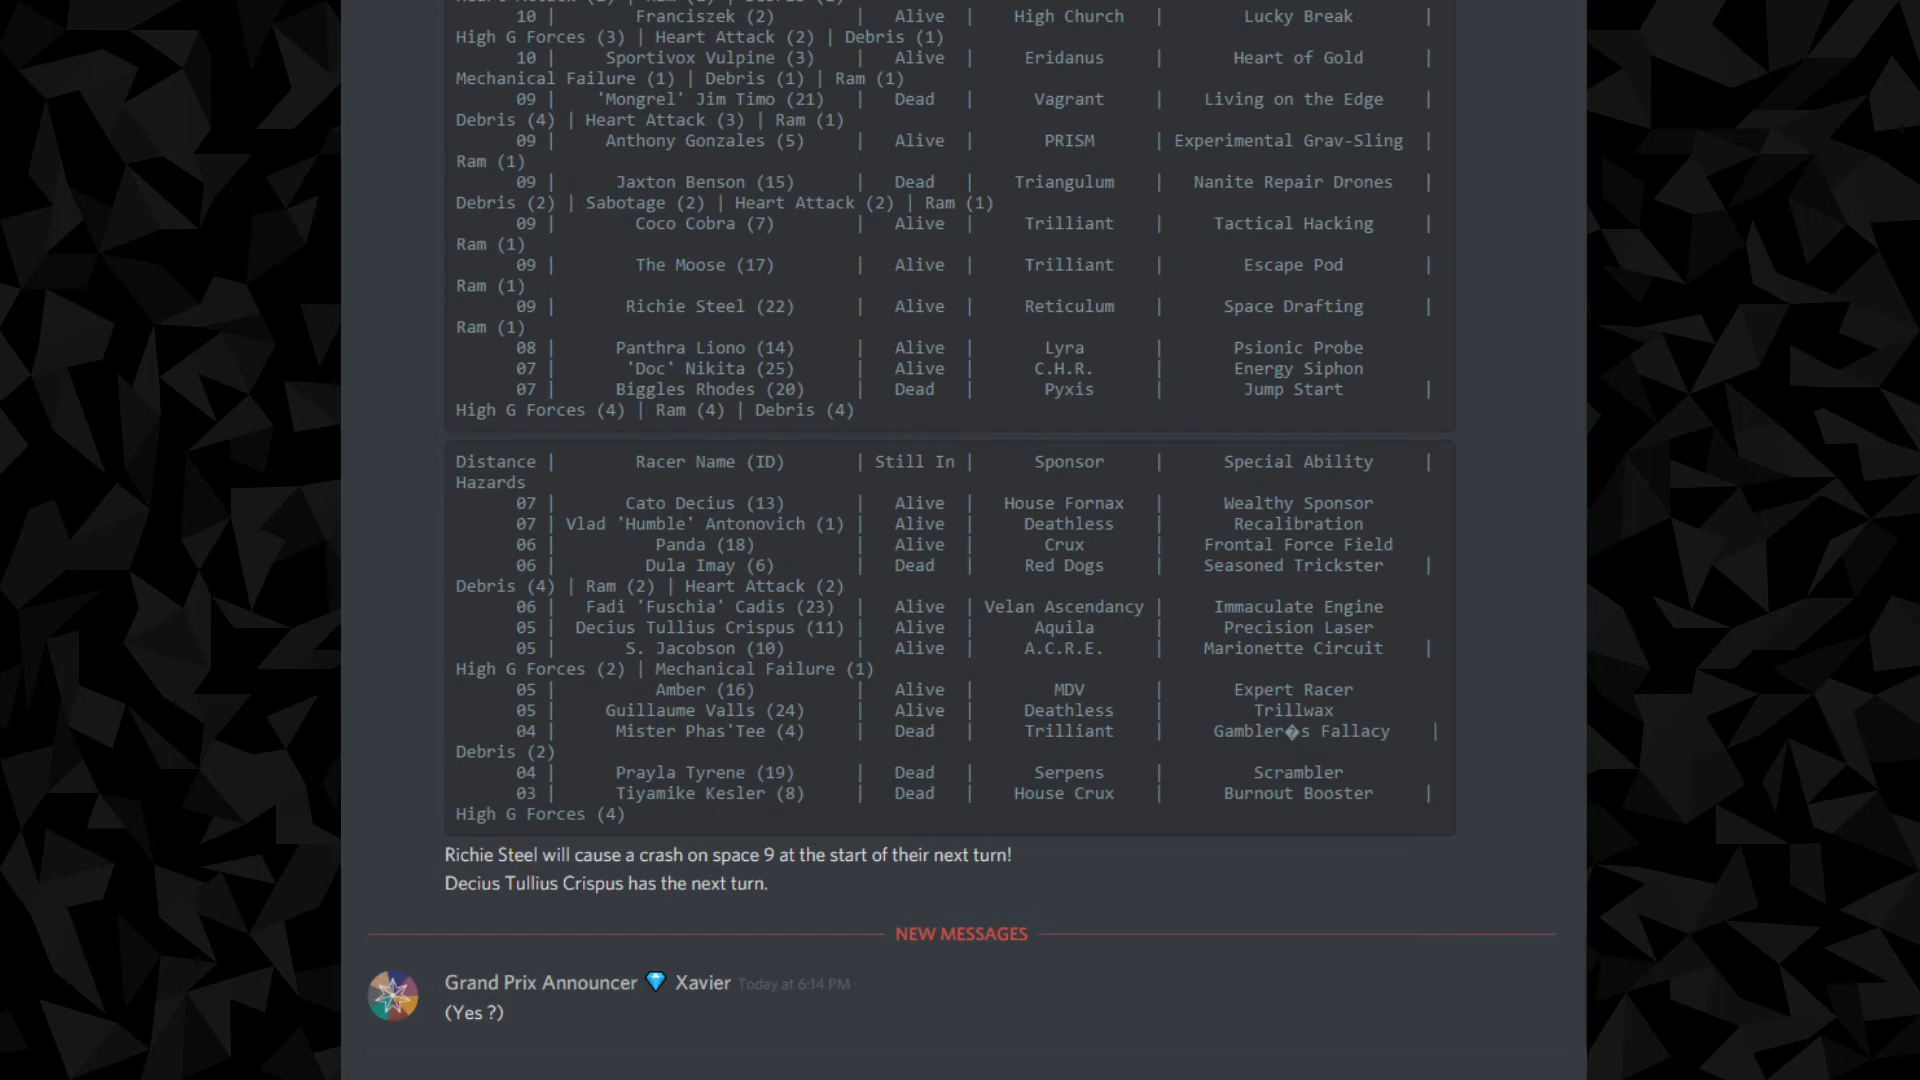 10 | Franciszek (2) | Alive | High Church | Lucky Break |
High G Forces (3) | Heart Attack (2) | Debris (1)
10 | Sportivox Vulpine (3) | Alive | Eridanus | Heart of Gold
Mechanical Failure (1) | Debris (1) | Ram (1)
09 | 'Mongrel' Jim Timo (21) | Dead | Vagrant | Living on the Edge |
Debris (4) | Heart Attack (3) | Ram (1)
09 | Anthony Gonzales (5) | Alive | PRISM | Experimental Grav-Sling |
Ram (1)
09 | Jaxton Benson (15) | Dead | Triangulum | Nanite Repair Drones |
Debris (2) | Sabotage (2) | Heart Attack (2) | Ram (1)
09 | Coco Cobra (7) | Alive | Trilliant | Tactical Hacking |
Ram (1)
09 | The Moose (17) | Alive | Trilliant | Escape Pod |
Ram (1)
09 | Richie Steel (22) | Alive | Reticulum | Space Drafting |
Ram (1)
08 | Panthra Liono (14) | Alive | Lyra | Psionic Probe
07 | 'Doc' Nikita (25) | Alive | C.H.R. | Energy Siphon
07 | Biggles Rhodes (20) | Dead | Pyxis | Jump Start |
High G Forces (4) | Ram (4) | Debris (4)
Distance | Racer Name (ID) | Still In | Sponsor | Special Ability |
Hazards
07 | Cato Decius (13) | Alive | House Fornax | Wealthy Sponsor
07 | Vlad 'Humble' Antonovich (1) | Alive | Deathless | Recalibration
06 | Panda (18) | Alive | Crux | Frontal Force Field
06 | Dula Imay (6) | Dead | Red Dogs | Seasoned Trickster |
Debris (4) | Ram (2) | Heart Attack (2)
06 | Fadi 'Fuschia' Cadis (23) | Alive | Velan Ascendancy | Immaculate Engine
05 | Decius Tullius Crispus (11) | Alive | Aquila | Precision Laser
05 | S. Jacobson (10) | Alive | A.C.R.E. | Marionette Circuit |
High G Forces (2) | Mechanical Failure (1)
05 | Amber (16) | Alive | MDV | Expert Racer
05 | Guillaume Valls (24) | Alive | Deathless | Trillwax
04 | Mister Phas'Tee (4) | Dead | Trilliant | Gambler�s Fallacy |
Debris (2)
04 | Prayla Tyrene (19) | Dead | Serpens | Scrambler
03 | Tiyamike Kesler (8) | Dead | House Crux | Burnout Booster |
High G Forces (4)
Richie Steel will cause a crash on space 9 at the start of their next turn!
Decius Tullius Crispus has the next turn.
NEW MESSAGES
Grand Prix Announcer 💎 Xavier Today at 6:14 PM
(Yes ?)